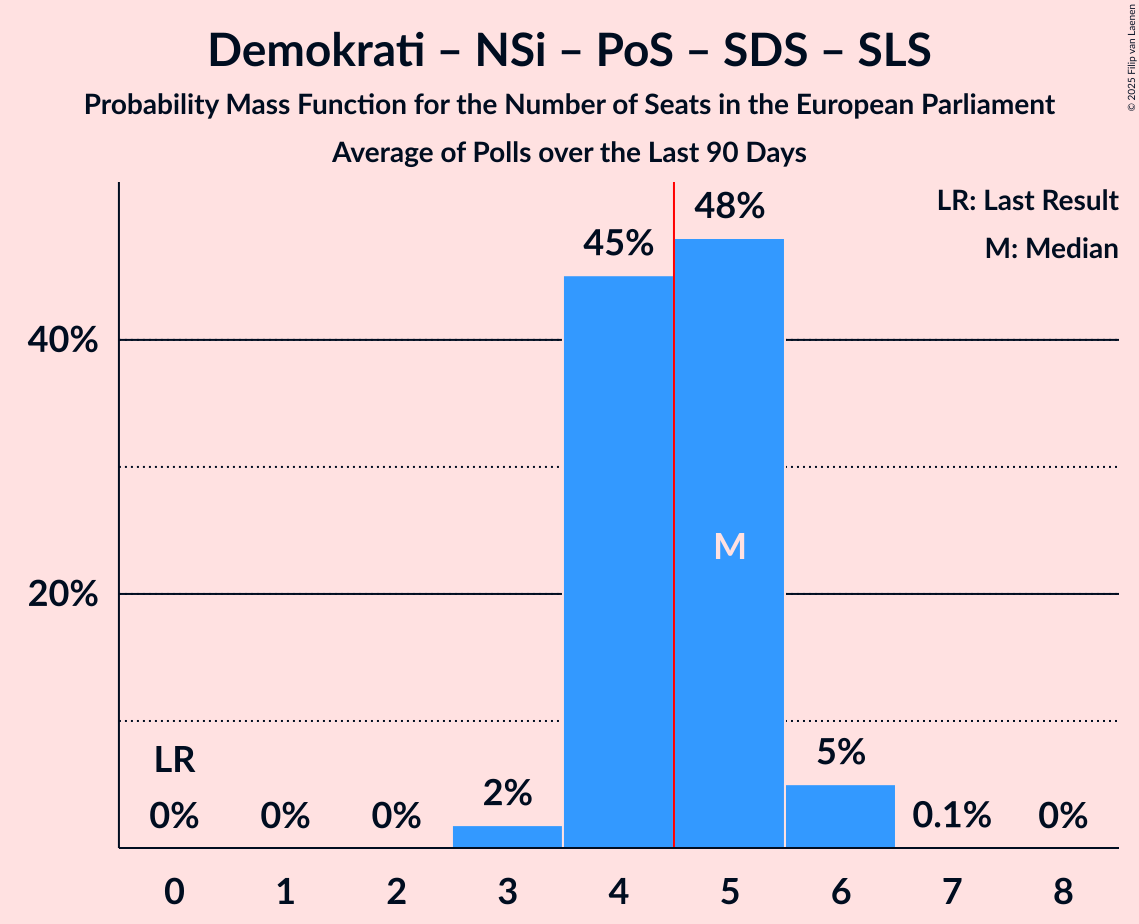 Demokrati – NSi – PoS – SDS – SLS
Probability Mass Function for the Number of Seats in the European Parliament
Average of Polls over the Last 90 Days
© 2025 Filip van Laenen
LR: Last Result
M: Median
48%
45%
40%
M
20%
LR
5%
2%
0% 0% 0% 0.1% 0%
0 1 2 3 4 5 6 7 8